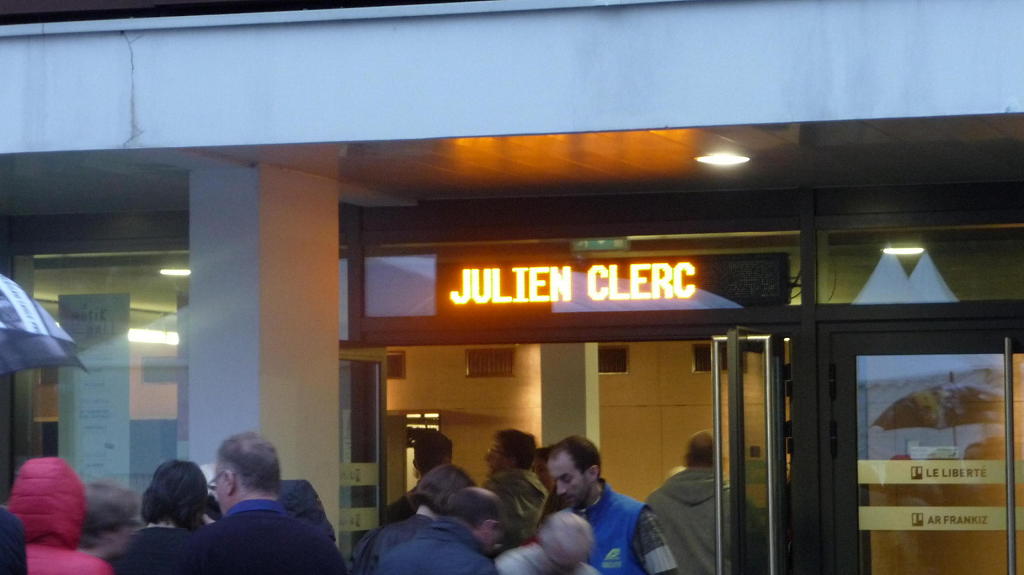 JULIEN CLERC
LE LIBERTÉ
AR FRANKIZ